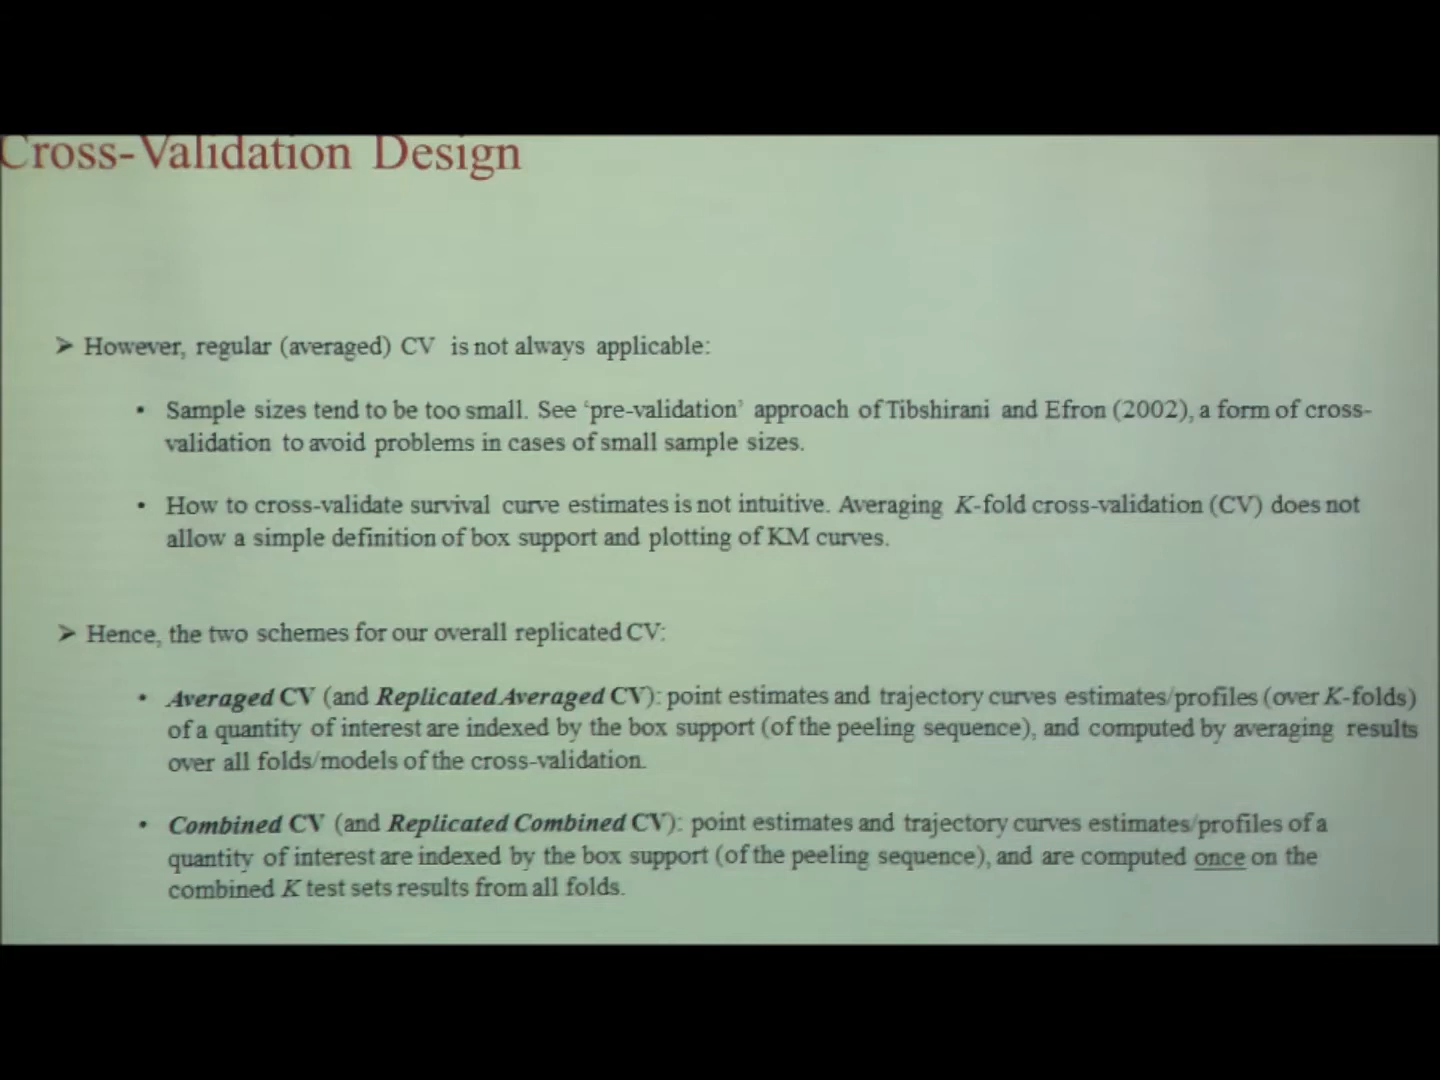 Cross-Validation Design
➢ However, regular (averaged) CV is not always applicable:
• Sample sizes tend to be too small. See ‘pre-validation’ approach of Tibshirani and Efron (2002), a form of cross-
validation to avoid problems in cases of small sample sizes.
• How to cross-validate survival curve estimates is not intuitive. Averaging K-fold cross-validation (CV) does not
allow a simple definition of box support and plotting of KM curves.
➢ Hence, the two schemes for our overall replicated CV:
• Averaged CV (and Replicated Averaged CV): point estimates and trajectory curves estimates/profiles (over K-folds)
of a quantity of interest are indexed by the box support (of the peeling sequence), and computed by averaging results
over all folds/models of the cross-validation.
• Combined CV (and Replicated Combined CV): point estimates and trajectory curves estimates/profiles of a
quantity of interest are indexed by the box support (of the peeling sequence), and are computed once on the
combined K test sets results from all folds.